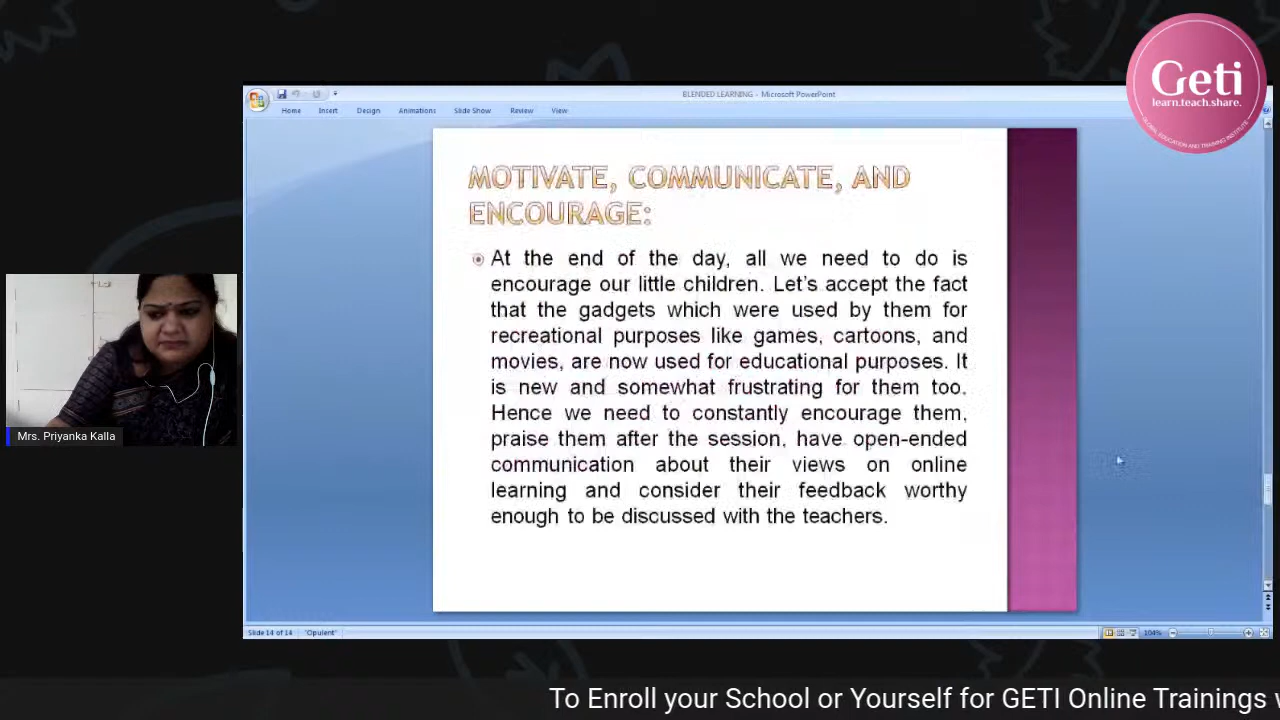 Geti
learn.teach.share.
GLOBAL EDUCATION AND TRAINING INSTITUTE
BLENDED LEARNING - Microsoft PowerPoint
Home Insert Design Animations Slide Show Review View
MOTIVATE, COMMUNICATE, AND
ENCOURAGE:
At the end of the day, all we need to do is
encourage our little children. Let's accept the fact
that the gadgets which were used by them for
recreational purposes like games, cartoons, and
movies, are now used for educational purposes. It
is new and somewhat frustrating for them too.
Hence we need to constantly encourage them,
praise them after the session, have open-ended
communication about their views on online
learning and consider their feedback worthy
enough to be discussed with the teachers.
Mrs. Priyanka Kalla
Slide 14 of 14 'Opulent' 104%
To Enroll your School or Yourself for GETI Online Trainings